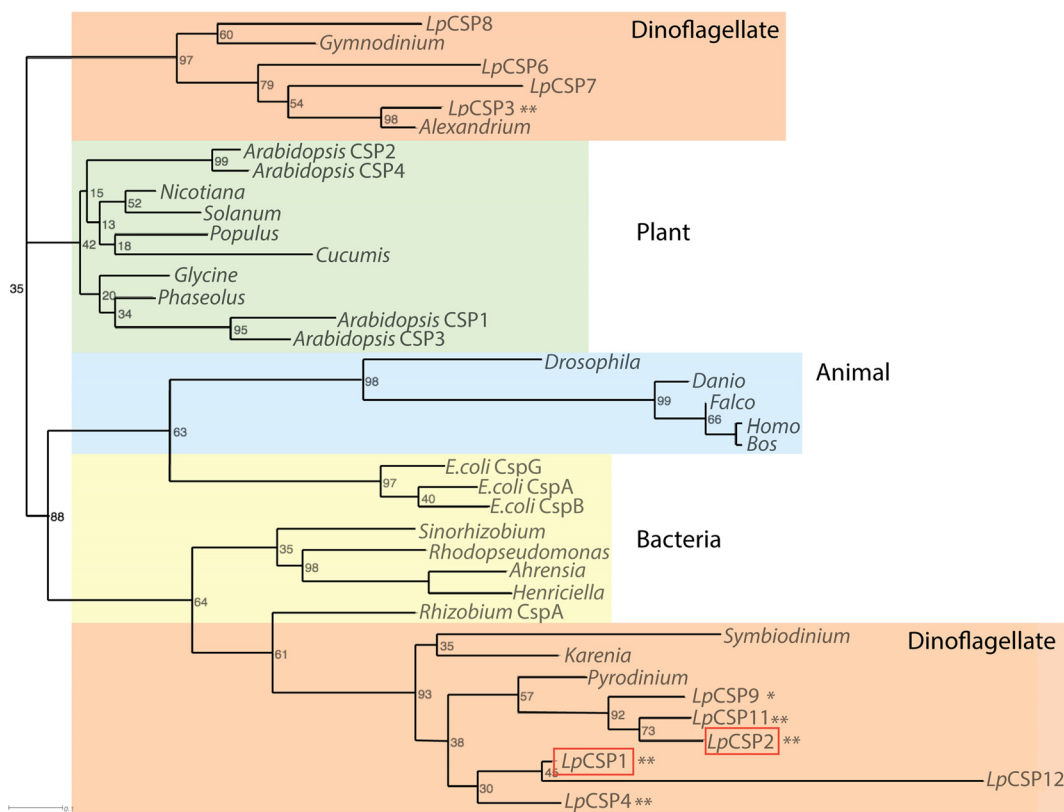 LpCSP8
Dinoflagellate
60
Gymnodinium
97
LpCSP6
79
LpCSP7
54
LpCSP3 **
98
Alexandrium
Arabidopsis CSP2
99
Arabidopsis CSP4
15
Nicotiana
52
Solanum
13
Populus
Plant
42
18
Cucumis
Glycine
35
20
Phaseolus
34
Arabidopsis CSP1
95
Arabidopsis CSP3
Drosophila
98
Animal
Danio
99
Falco
66
Homo
63
Bos
E.coli CspG
97
E.coli CspA
40
E.coli CspB
88
Sinorhizobium
Bacteria
35
Rhodopseudomonas
98
Ahrensia
Henriciella
64
Rhizobium CspA
Symbiodinium
Dinoflagellate
35
61
Karenia
Pyrodinium
93
57
LpCSP9 *
92
LpCSP11 **
73
LpCSP2 **
38
LpCSP1 **
45
LpCSP12
30
LpCSP4 **
0.1